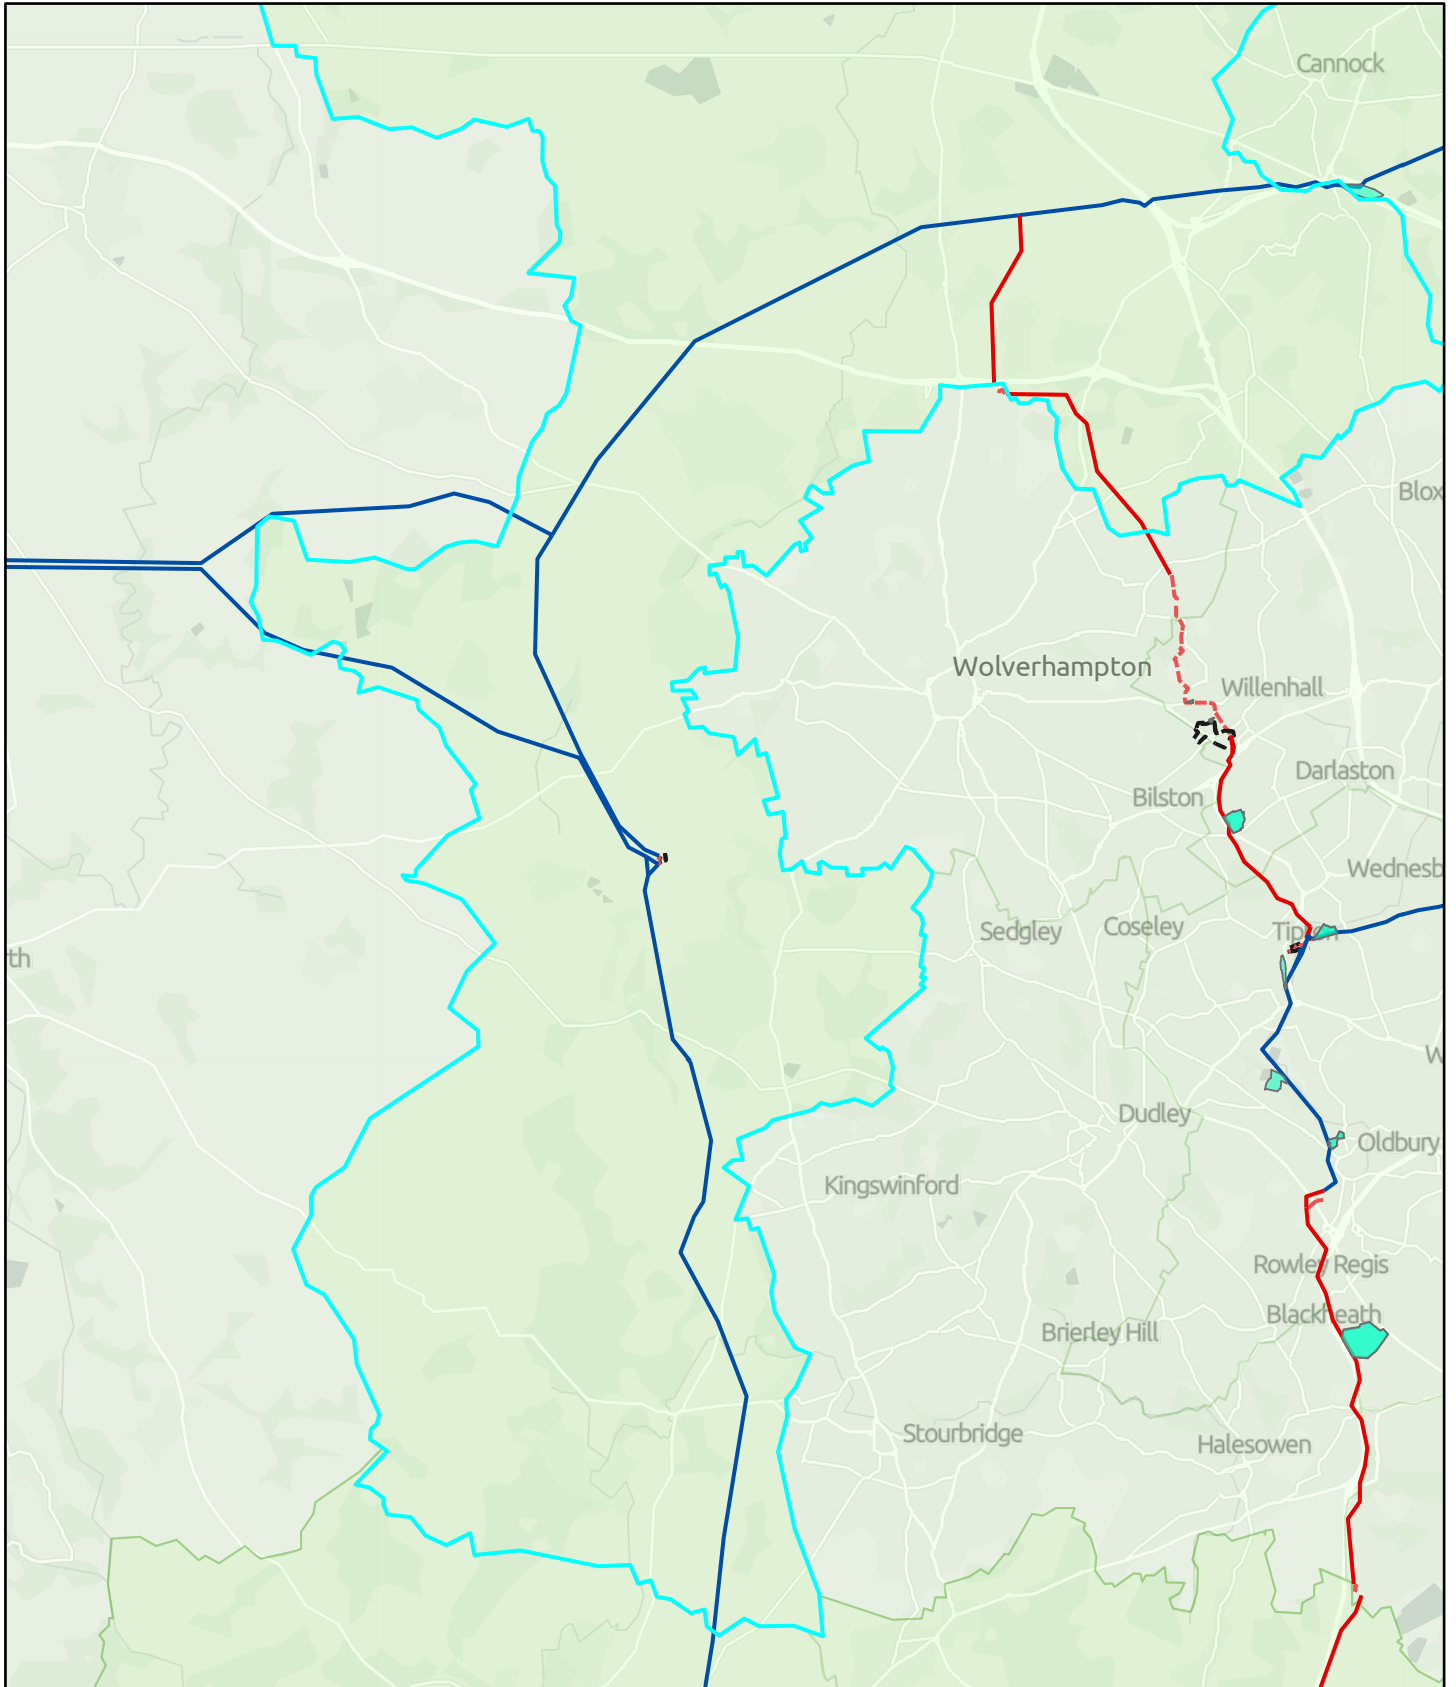 Cannock
Blox
Wolverhampton
Willenhall
Darlaston
Bilston
Wednesb
Sedgley
Coseley
Tipton
th
W
Dudley
Oldbury
Kingswinford
Rowley Regis
Blackheath
Brierley Hill
Stourbridge
Halesowen